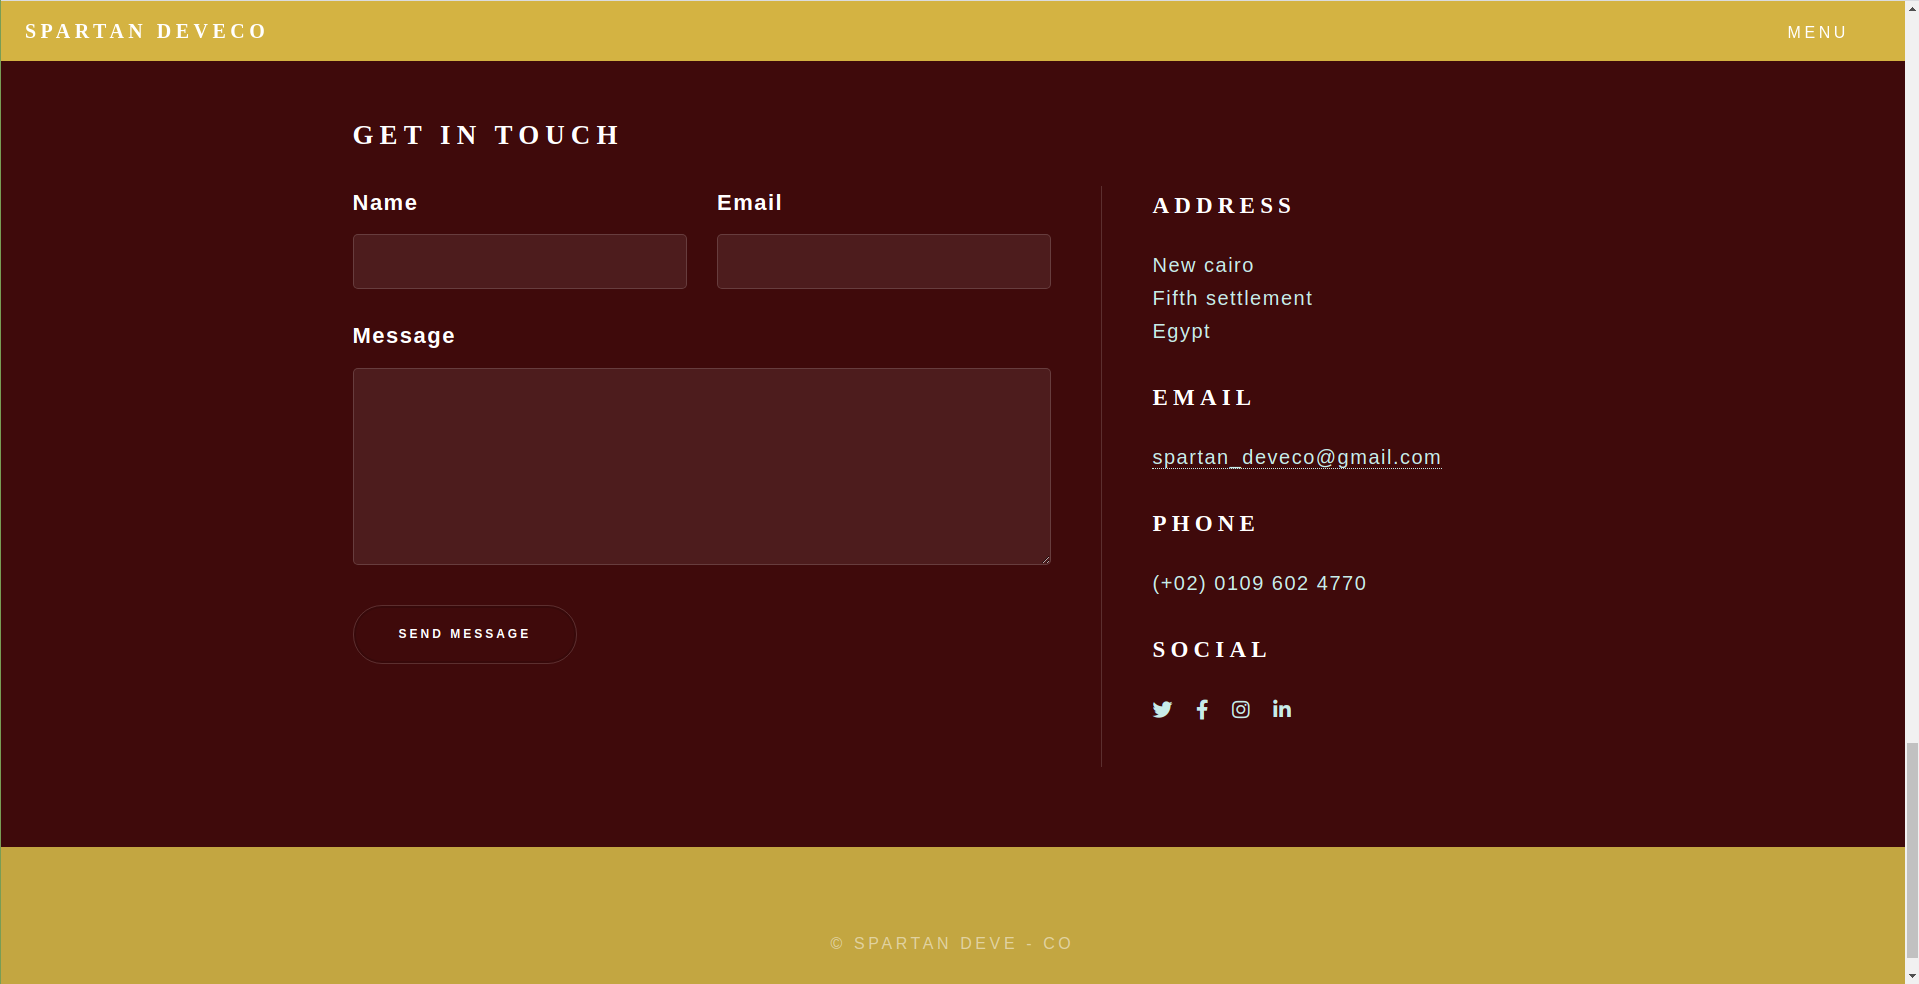 SPARTAN DEVECO
MENU
GET IN TOUCH
Name
Email
Message
SEND MESSAGE
ADDRESS
New cairo
Fifth settlement
Egypt
EMAIL
spartan_deveco@gmail.com
PHONE
(+02) 0109 602 4770
SOCIAL
© SPARTAN DEVE - CO